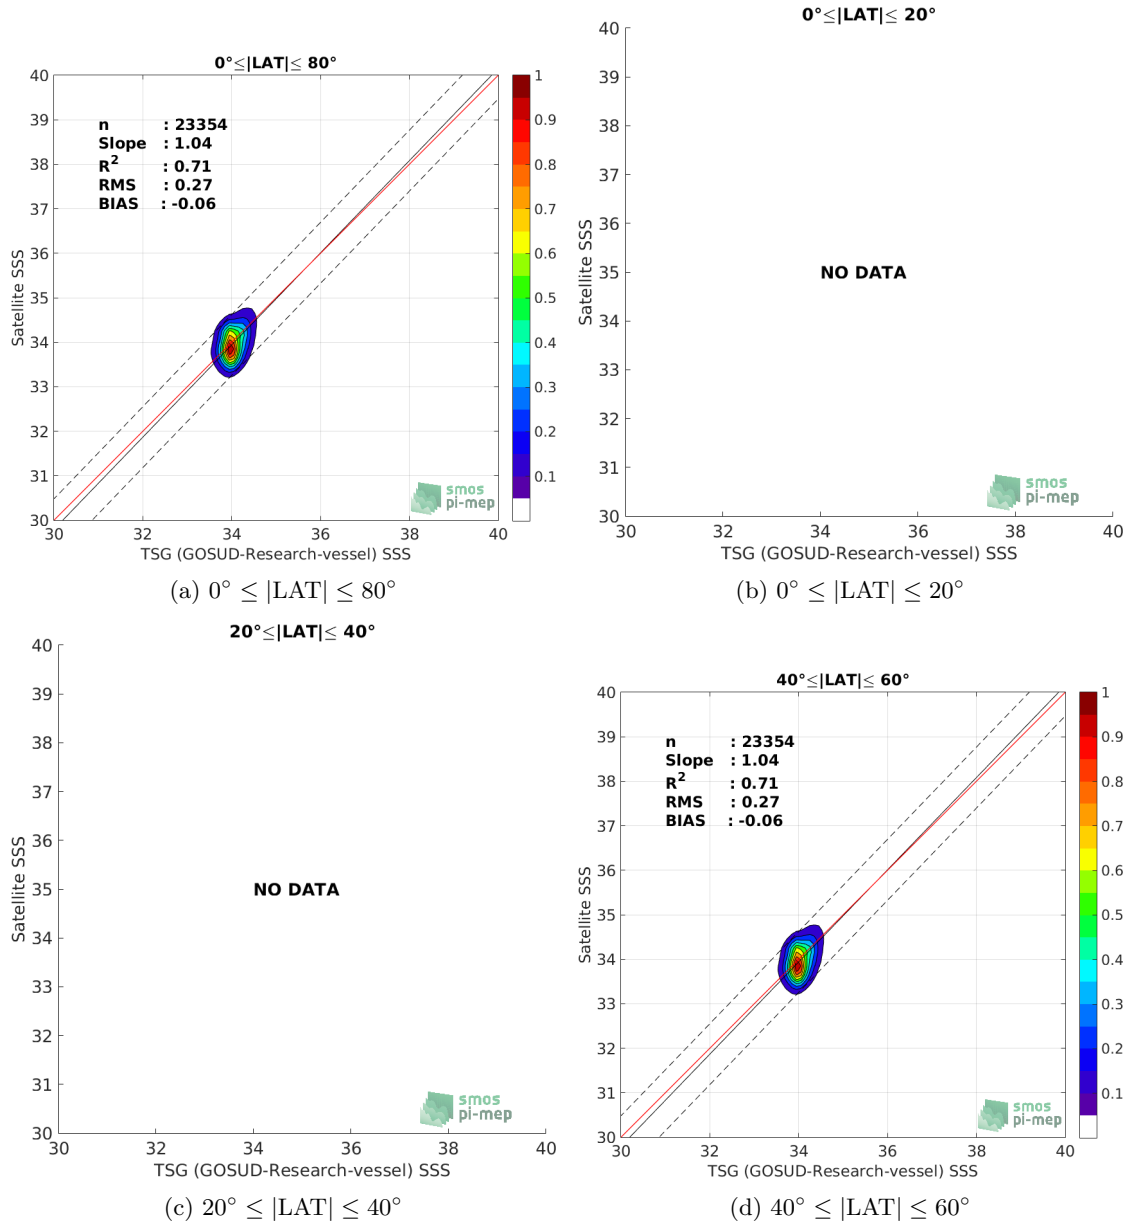 0°≤|LAT|≤ 80°
40
39
38
37
36
35
34
33
32
31
30
Satellite SSS
n : 23354
Slope : 1.04
R² : 0.71
RMS : 0.27
BIAS : -0.06
30 32 34 36 38 40
TSG (GOSUD-Research-vessel) SSS
smos
pi-mep
1
0.9
0.8
0.7
0.6
0.5
0.4
0.3
0.2
0.1
(a) 0° ≤ |LAT| ≤ 80°
0°≤|LAT|≤ 20°
40
39
38
37
36
35
34
33
32
31
30
Satellite SSS
NO DATA
smos
pi-mep
30 32 34 36 38 40
TSG (GOSUD-Research-vessel) SSS
(b) 0° ≤ |LAT| ≤ 20°
20°≤|LAT|≤ 40°
40
39
38
37
36
35
34
33
32
31
30
Satellite SSS
NO DATA
smos
pi-mep
30 32 34 36 38 40
TSG (GOSUD-Research-vessel) SSS
(c) 20° ≤ |LAT| ≤ 40°
40°≤|LAT|≤ 60°
40
39
38
37
36
35
34
33
32
31
30
Satellite SSS
n : 23354
Slope : 1.04
R² : 0.71
RMS : 0.27
BIAS : -0.06
smos
pi-mep
30 32 34 36 38 40
TSG (GOSUD-Research-vessel) SSS
1
0.9
0.8
0.7
0.6
0.5
0.4
0.3
0.2
0.1
(d) 40° ≤ |LAT| ≤ 60°